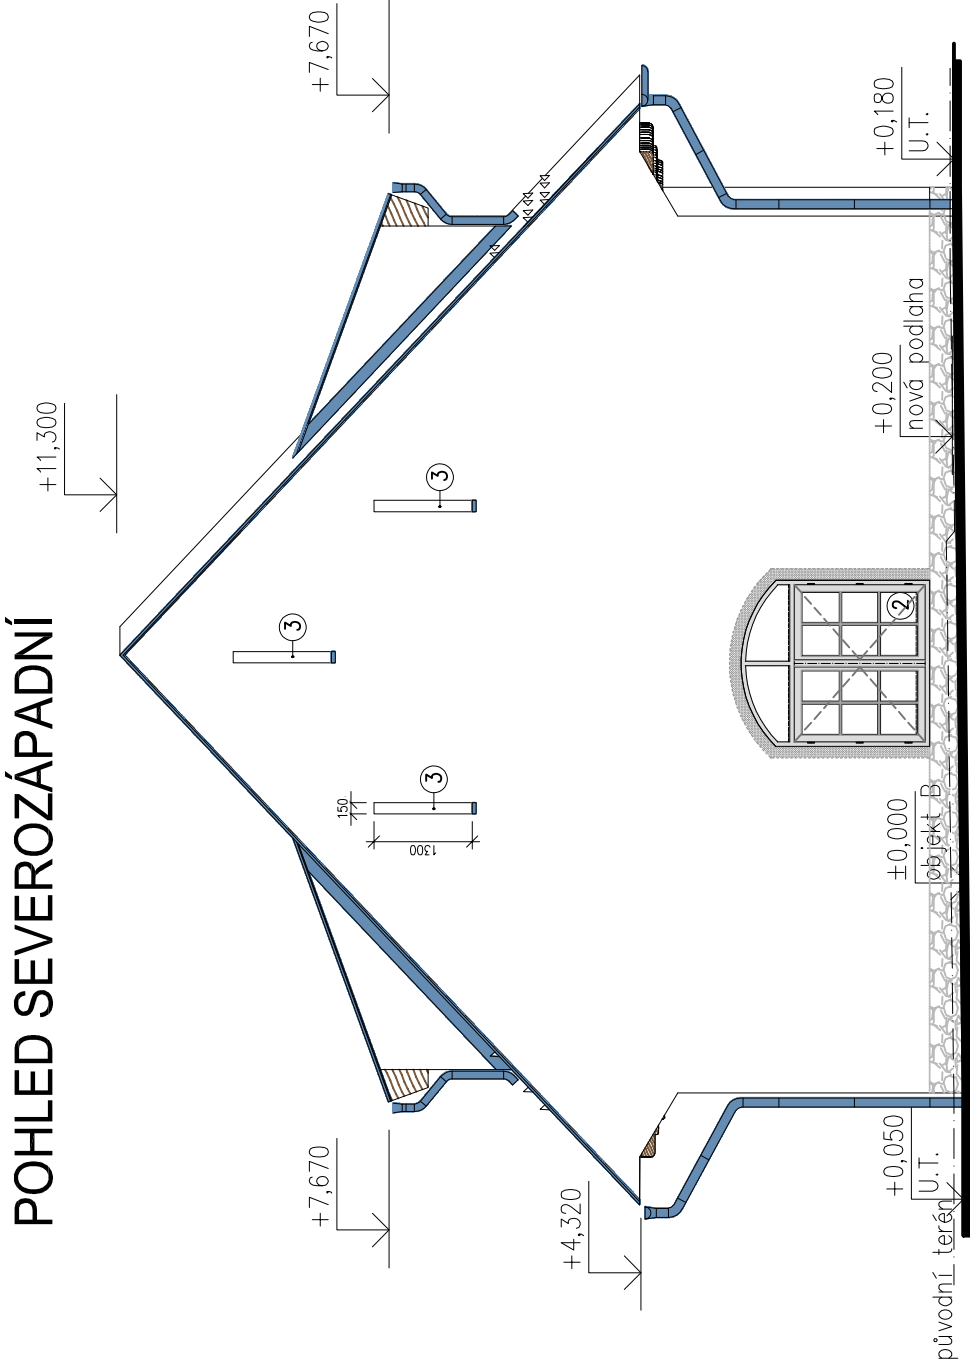 POHLED SEVEROZÁPADNÍ
+11,300
+7,670
+7,670
+4,320
3
3
3
150
1300
2
+0,050
U.T.
původní terén
±0,000
objekt B
+0,200
nová podlaha
+0,180
U.T.